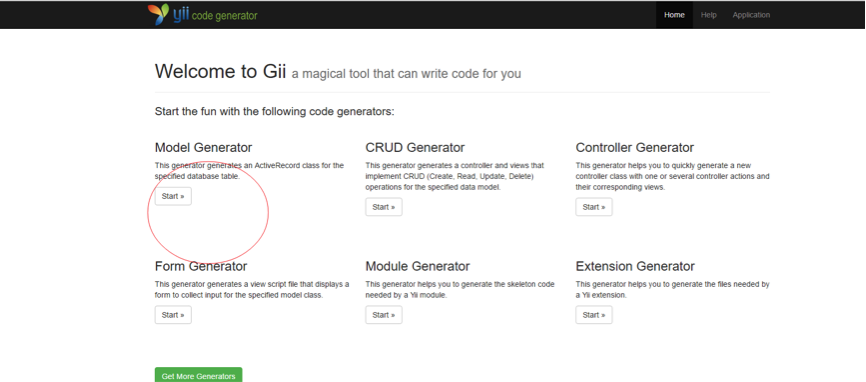 yii code generator
Home Help Application
Welcome to Gii a magical tool that can write code for you
Start the fun with the following code generators:
Model Generator
This generator generates an ActiveRecord class for the
specified database table.
Start »
CRUD Generator
This generator generates a controller and views that
implement CRUD (Create, Read, Update, Delete)
operations for the specified data model.
Start »
Controller Generator
This generator helps you to quickly generate a new
controller class with one or several controller actions and
their corresponding views.
Start »
Form Generator
This generator generates a view script file that displays a
form to collect input for the specified model class.
Start »
Module Generator
This generator helps you to generate the skeleton code
needed by a Yii module.
Start »
Extension Generator
This generator helps you to generate the files needed by
a Yii extension.
Start »
Get More Generators